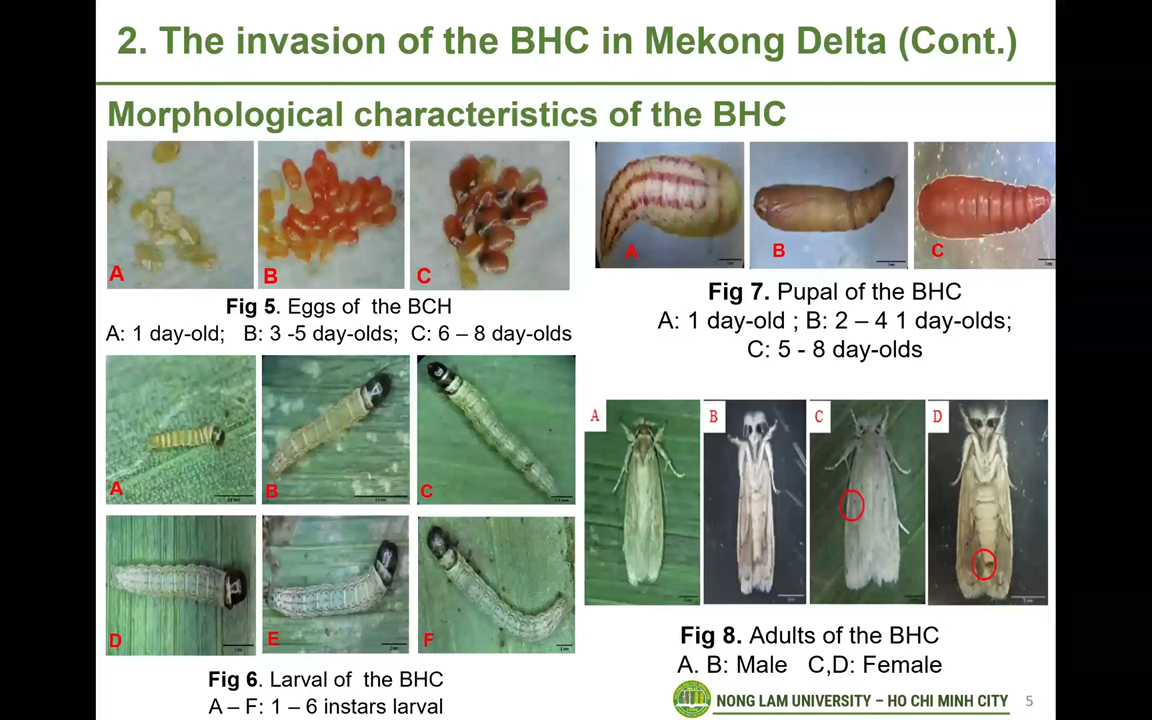 2. The invasion of the BHC in Mekong Delta (Cont.)
Morphological characteristics of the BHC
A
B
C
Fig 5. Eggs of the BCH
A: 1 day-old; B: 3 -5 day-olds; C: 6 – 8 day-olds
A
B
C
D
E
F
Fig 6. Larval of the BHC
A – F: 1 – 6 instars larval
A
B
C
Fig 7. Pupal of the BHC
A: 1 day-old ; B: 2 – 4 1 day-olds;
C: 5 - 8 day-olds
A
B
C
D
Fig 8. Adults of the BHC
A. B: Male C,D: Female
NONG LAM UNIVERSITY – HO CHI MINH CITY
5